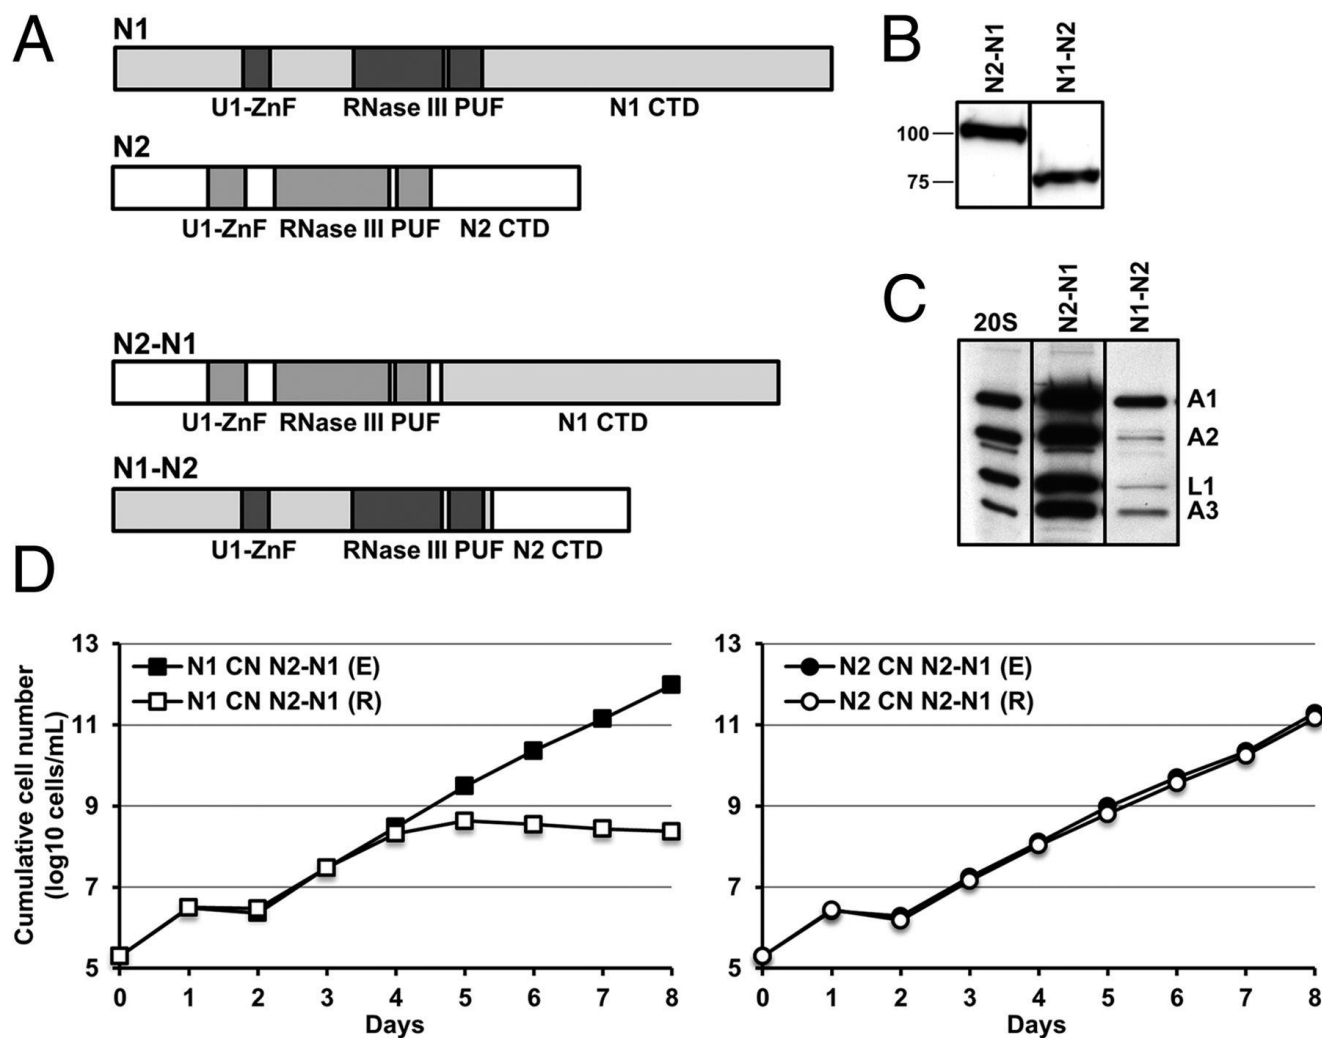 A
N1
U1-ZnF RNase III PUF N1 CTD
N2
U1-ZnF RNase III PUF N2 CTD
N2-N1
U1-ZnF RNase III PUF N1 CTD
N1-N2
U1-ZnF RNase III PUF N2 CTD
B
N2-N1
N1-N2
100
75
C
20S
N2-N1
N1-N2
A1
A2
L1
A3
D
Cumulative cell number
(log10 cells/mL)
13
11
9
7
5
N1 CN N2-N1 (E)
N1 CN N2-N1 (R)
0 1 2 3 4 5 6 7 8
Days
13
11
9
7
5
N2 CN N2-N1 (E)
N2 CN N2-N1 (R)
0 1 2 3 4 5 6 7 8
Days